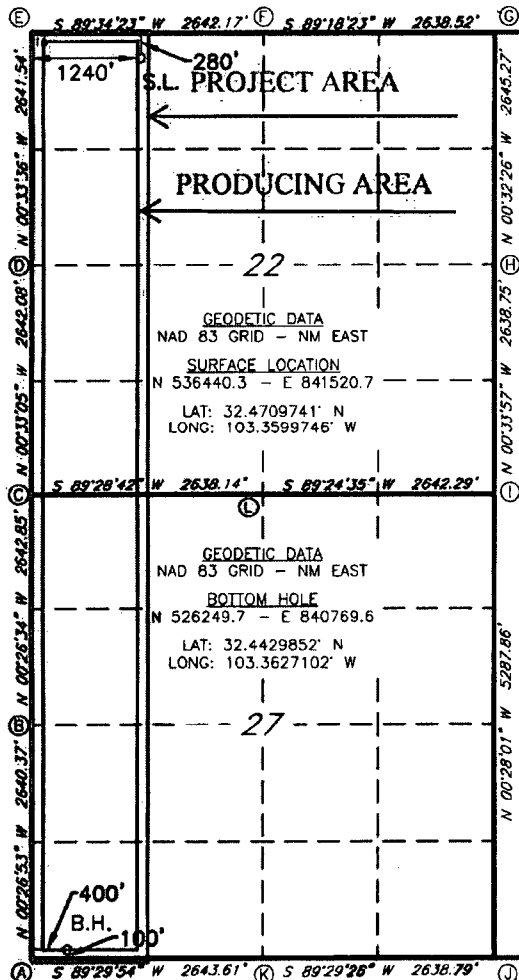 E S 89'34'23" W 2642.17' F S 89'18'23" W 2638.52' G
280'
1240'
S.L. PROJECT AREA
PRODUCING AREA
N 00'33'36" W 2641.54'
N 00'32'26" W 2645.27'
D 22 H
GEODETIC DATA
NAD 83 GRID - NM EAST
SURFACE LOCATION
N 536440.3 - E 841520.7
LAT: 32.4709741' N
LONG: 103.3599746' W
N 00'33'05" W 2642.08'
N 00'33'57" W 2638.75'
C S 89'28'42" W 2638.14' S 89'24'35" W 2642.29' I
L
GEODETIC DATA
NAD 83 GRID - NM EAST
BOTTOM HOLE
N 526249.7 - E 840769.6
LAT: 32.4429852' N
LONG: 103.3627102' W
N 00'26'34" W 2642.85'
N 00'28'01" W 5287.86'
B 27
N 00'26'53" W 2640.37'
400'
B.H.
100'
A S 89'29'54" W 2643.61' K S 89'29'26" W 2638.79' J